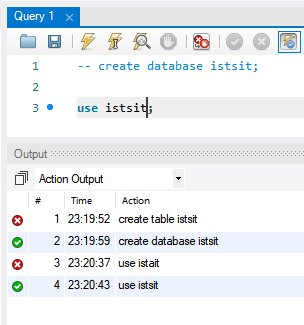 Query 1
1 -- create database istsit;
2
3 use istsit;
Output
Action Output
# Time Action
1 23:19:52 create table istsit
2 23:19:59 create database istsit
3 23:20:37 use istait
4 23:20:43 use istsit